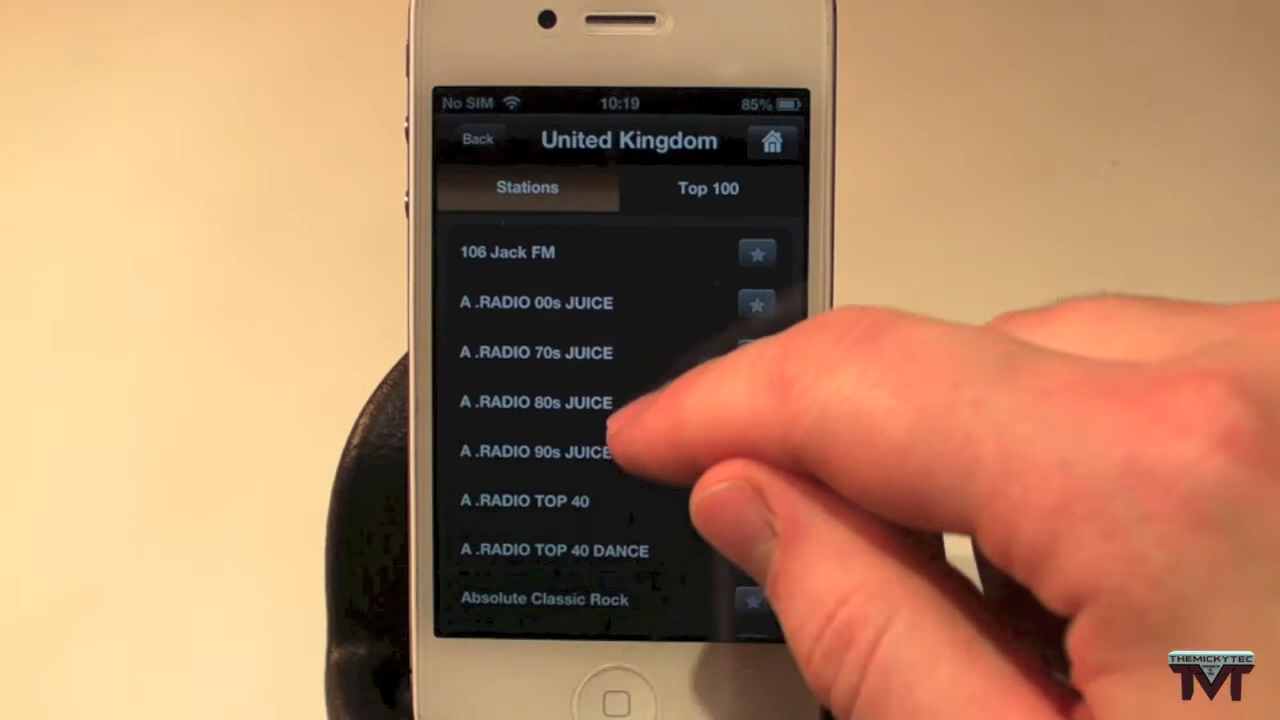 No SIM 10:19 85%
Back United Kingdom
Stations Top 100
106 Jack FM
A .RADIO 00s JUICE
A .RADIO 70s JUICE
A .RADIO 80s JUICE
A .RADIO 90s JUICE
A .RADIO TOP 40
A .RADIO TOP 40 DANCE
Absolute Classic Rock
THEMICKYTEC
TMT